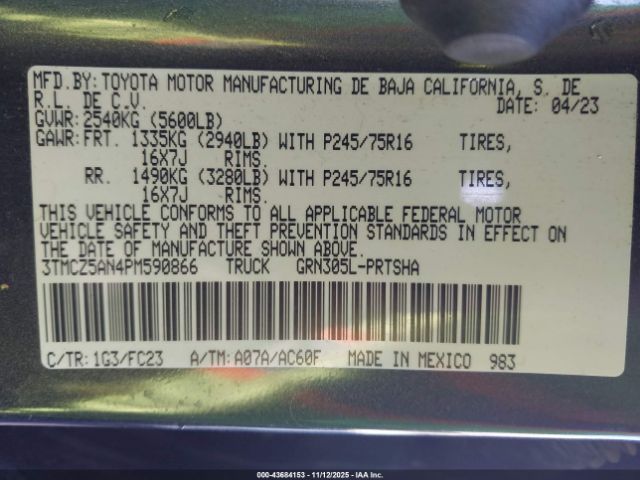 MFD.BY: TOYOTA MOTOR MANUFACTURING DE BAJA CALIFORNIA, S. DE
R.L. DE C.V. DATE: 04/23
GVWR: 2540KG (5600LB)
GAWR: FRT. 1335KG (2940LB) WITH P245/75R16 TIRES,
16X7J RIMS.
RR. 1490KG (3280LB) WITH P245/75R16 TIRES,
16X7J RIMS.
THIS VEHICLE CONFORMS TO ALL APPLICABLE FEDERAL MOTOR
VEHICLE SAFETY AND THEFT PREVENTION STANDARDS IN EFFECT ON
THE DATE OF MANUFACTURE SHOWN ABOVE.
3TMCZ5AN4PM590866 TRUCK GRN305L-PRTSHA
C/TR: 1G3/FC23 A/TM: A07A/AC60F MADE IN MEXICO 983
000-43684153 - 11/12/2025 - IAA Inc.